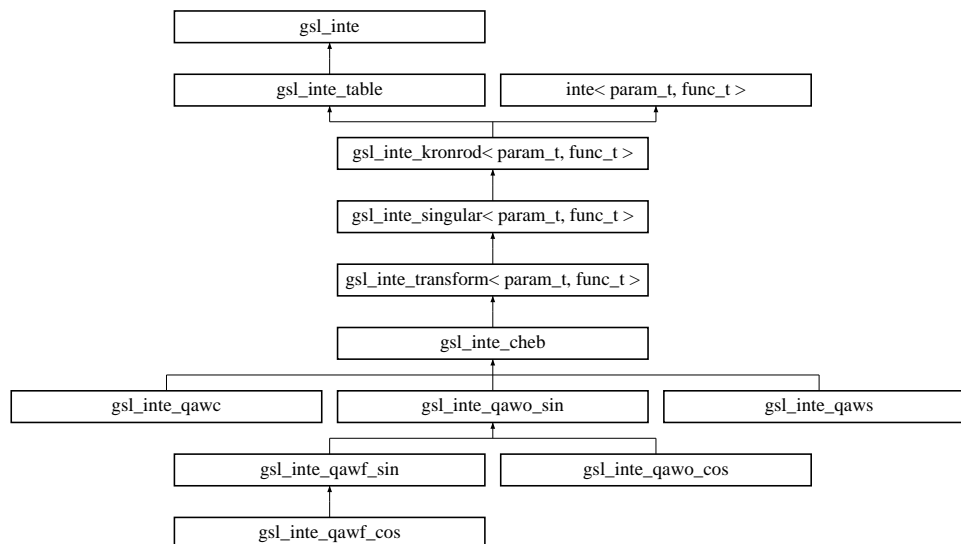 gsl_inte
gsl_inte_table
inte< param_t, func_t >
gsl_inte_kronrod< param_t, func_t >
gsl_inte_singular< param_t, func_t >
gsl_inte_transform< param_t, func_t >
gsl_inte_cheb
gsl_inte_qawc
gsl_inte_qawo_sin
gsl_inte_qaws
gsl_inte_qawf_sin
gsl_inte_qawo_cos
gsl_inte_qawf_cos